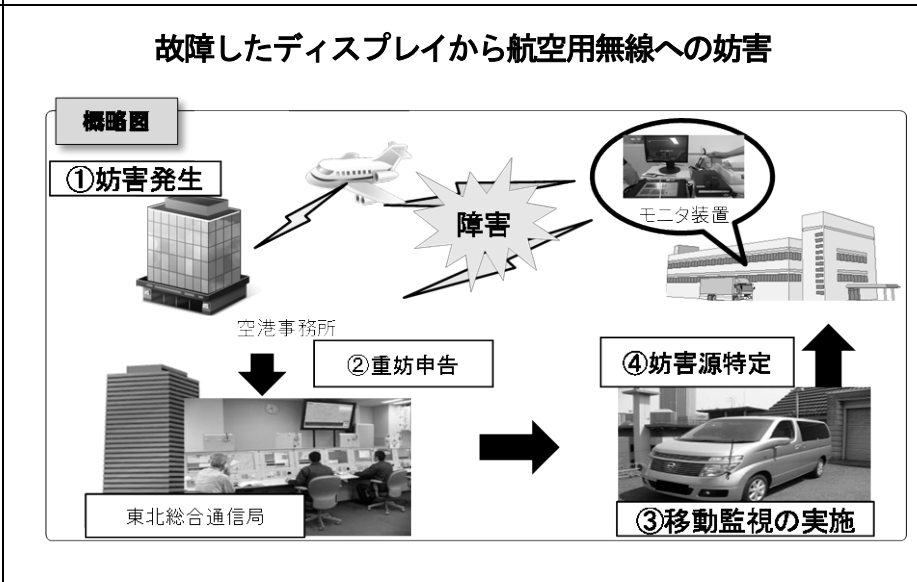 故障したディスプレイから航空用無線への妨害
概略図
①妨害発生
障害
モニタ装置
空港事務所
②重妨申告
④妨害源特定
東北総合通信局
③移動監視の実施